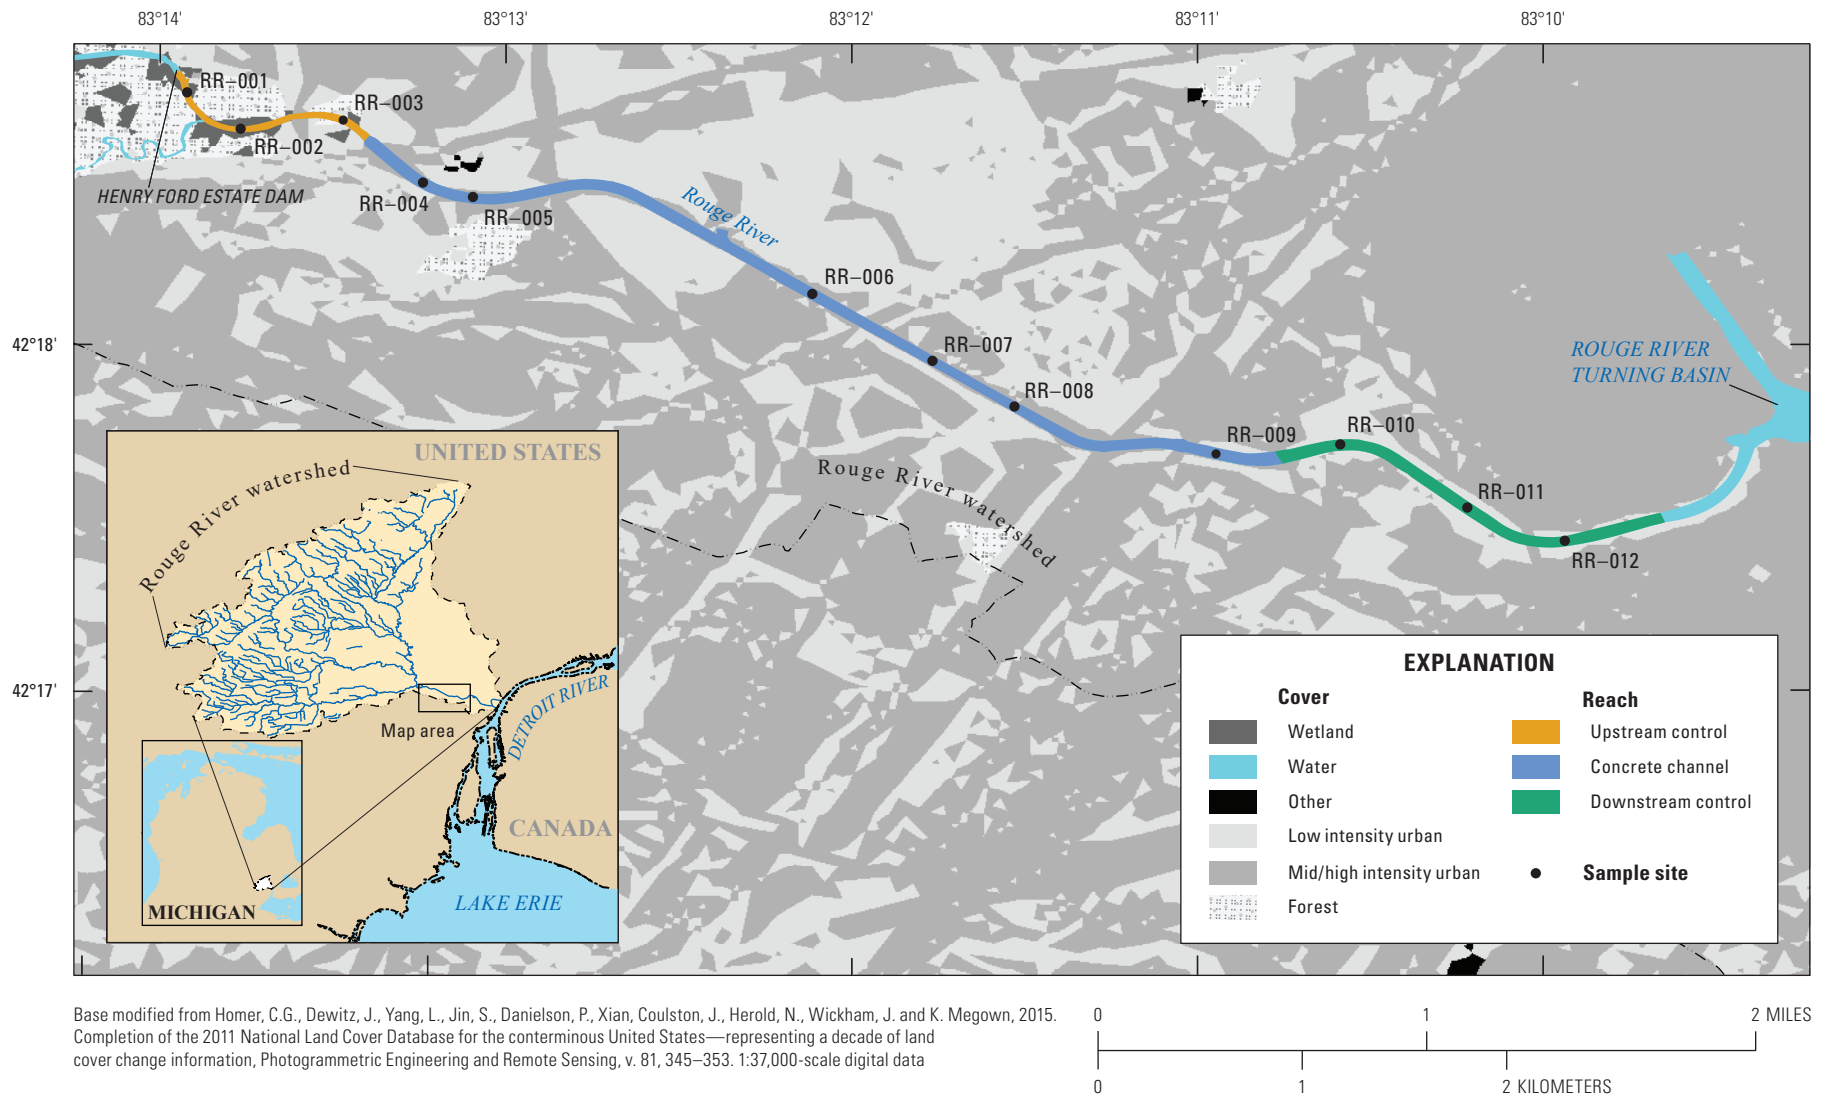 83°14'
83°13'
83°12'
83°11'
83°10'
RR–001
RR–003
RR–002
HENRY FORD ESTATE DAM
RR–004
RR–005
Rouge River
RR–006
42°18'
RR–007
ROUGE RIVER
TURNING BASIN
RR–008
RR–009
RR–010
Rouge River watershed
RR–011
RR–012
UNITED STATES
Rouge River watershed
42°17'
Map area
DETROIT RIVER
CANADA
LAKE ERIE
MICHIGAN
EXPLANATION
Cover
Wetland
Water
Other
Low intensity urban
Mid/high intensity urban
Forest
Reach
Upstream control
Concrete channel
Downstream control
Sample site
Base modified from Homer, C.G., Dewitz, J., Yang, L., Jin, S., Danielson, P., Xian, Coulston, J., Herold, N., Wickham, J. and K. Megown, 2015.
Completion of the 2011 National Land Cover Database for the conterminous United States—representing a decade of land
cover change information, Photogrammetric Engineering and Remote Sensing, v. 81, 345–353. 1:37,000-scale digital data
0 1 2 MILES
0 1 2 KILOMETERS